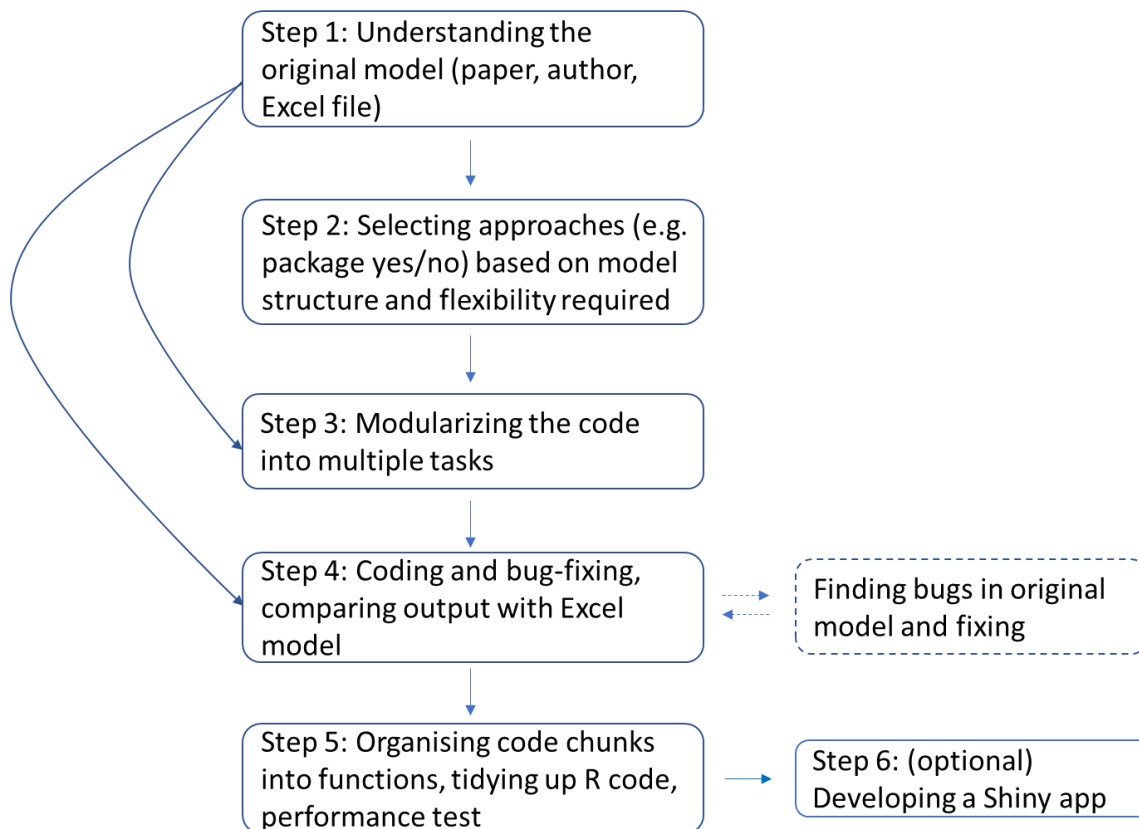 Step 1: Understanding the
original model (paper, author,
Excel file)
Step 2: Selecting approaches (e.g.
package yes/no) based on model
structure and flexibility required
Step 3: Modularizing the code
into multiple tasks
Step 4: Coding and bug-fixing,
comparing output with Excel
model
Finding bugs in original
model and fixing
Step 5: Organising code chunks
into functions, tidying up R code,
performance test
Step 6: (optional)
Developing a Shiny app